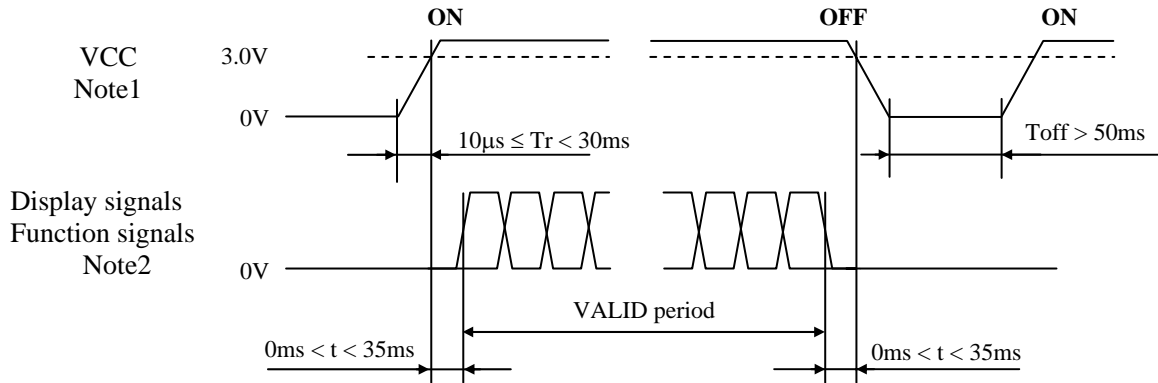 ON OFF ON
VCC
Note1
3.0V
0V
10μs ≤ Tr < 30ms
Toff > 50ms
Display signals
Function signals
Note2
0V
VALID period
0ms < t < 35ms
0ms < t < 35ms